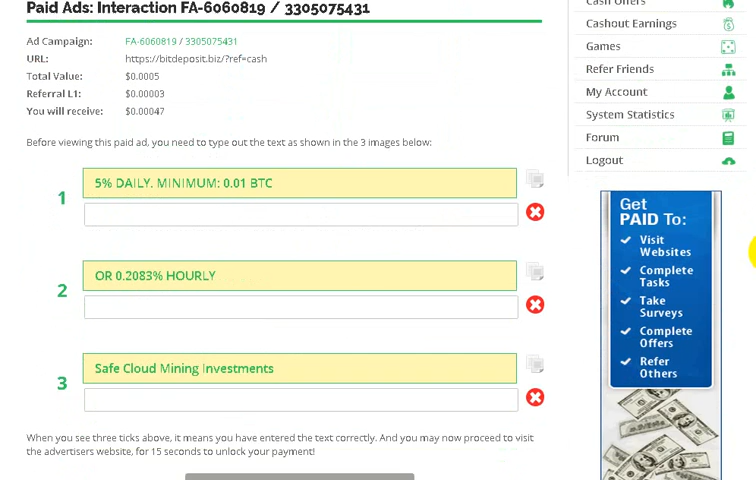 Paid Ads: Interaction FA-6060819 / 3305075431
Ad Campaign: FA-6060819 / 3305075431
URL: https://bitdeposit.biz/?ref=cash
Total Value: $0.0005
Referral L1: $0.00003
You will receive: $0.00047
Before viewing this paid ad, you need to type out the text as shown in the 3 images below:
1 5% DAILY. MINIMUM: 0.01 BTC
2 OR 0.2083% HOURLY
3 Safe Cloud Mining Investments
When you see three ticks above, it means you have entered the text correctly. And you may now proceed to visit
the advertisers website, for 15 seconds to unlock your payment!
Cash Offers
Cashout Earnings
Games
Refer Friends
My Account
System Statistics
Forum
Logout
Get
PAID To:
Visit
Websites
Complete
Tasks
Take
Surveys
Complete
Offers
Refer
Others